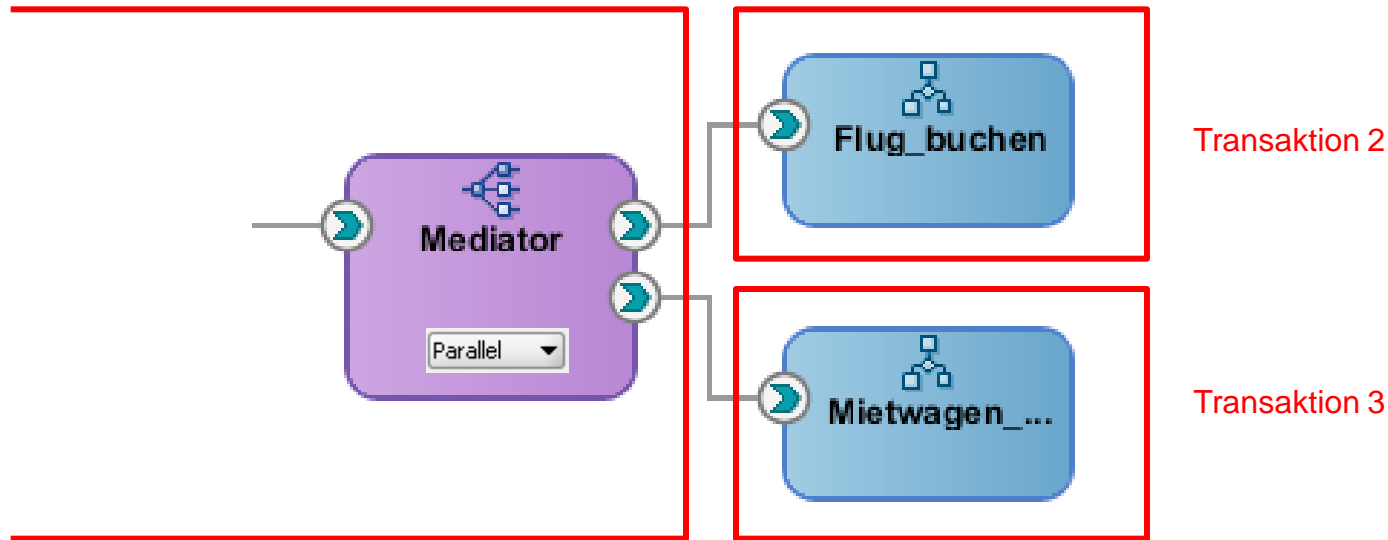 Flug_buchen
Transaktion 2
Mediator
Parallel
Mietwagen_...
Transaktion 3